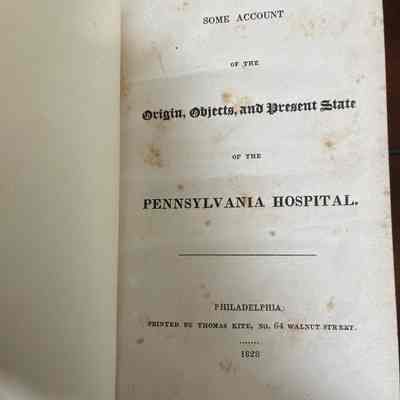 SOME ACCOUNT
OF THE
Origin, Objects, and Present State
OF THE
PENNSYLVANIA HOSPITAL.
PHILADELPHIA:
PRINTED BY THOMAS KITE, NO. 64 WALNUT STREET.
.......
1828